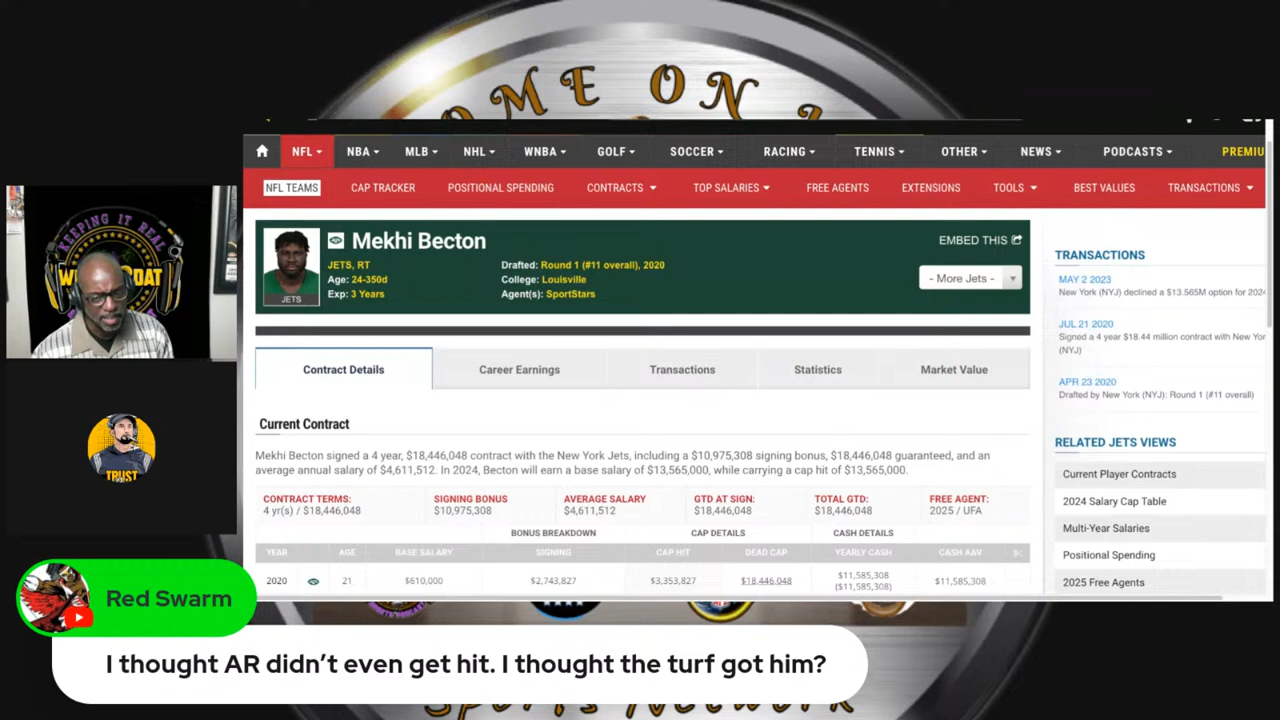 OME ON
NFL NBA MLB NHL WNBA GOLF SOCCER RACING TENNIS OTHER NEWS PODCASTS PREMIU
NFL TEAMS CAP TRACKER POSITIONAL SPENDING CONTRACTS TOP SALARIES FREE AGENTS EXTENSIONS TOOLS BEST VALUES TRANSACTIONS
Mekhi Becton
EMBED THIS
JETS, RT
Age: 24-350d
Exp: 3 Years
Drafted: Round 1 (#11 overall), 2020
College: Louisville
Agent(s): SportStars
- More Jets -
JETS
Contract Details Career Earnings Transactions Statistics Market Value
Current Contract
Mekhi Becton signed a 4 year, $18,446,048 contract with the New York Jets, including a $10,975,308 signing bonus, $18,446,048 guaranteed, and an
average annual salary of $4,611,512. In 2024, Becton will earn a base salary of $13,565,000, while carrying a cap hit of $13,565,000.
CONTRACT TERMS: SIGNING BONUS AVERAGE SALARY GTD AT SIGN: TOTAL GTD: FREE AGENT:
4 yr(s) / $18,446,048 $10,975,308 $4,611,512 $18,446,048 $18,446,048 2025 / UFA
BONUS BREAKDOWN CAP DETAILS CASH DETAILS
YEAR AGE BASE SALARY SIGNING CAP HIT DEAD CAP YEARLY CASH CASH AAV
2020 21 $610,000 $2,743,827 $3,353,827 $18,446,048 $11,585,308 $11,585,308
($11,585,308)
TRANSACTIONS
MAY 2 2023
New York (NYJ) declined a $13.565M option for 2024
JUL 21 2020
Signed a 4 year $18.44 million contract with New Yor
(NYJ)
APR 23 2020
Drafted by New York (NYJ): Round 1 (#11 overall)
RELATED JETS VIEWS
Current Player Contracts
2024 Salary Cap Table
Multi-Year Salaries
Positional Spending
2025 Free Agents
KEEPING IT REAL
TRUST
Red Swarm
I thought AR didn't even get hit. I thought the turf got him?
Sports Network